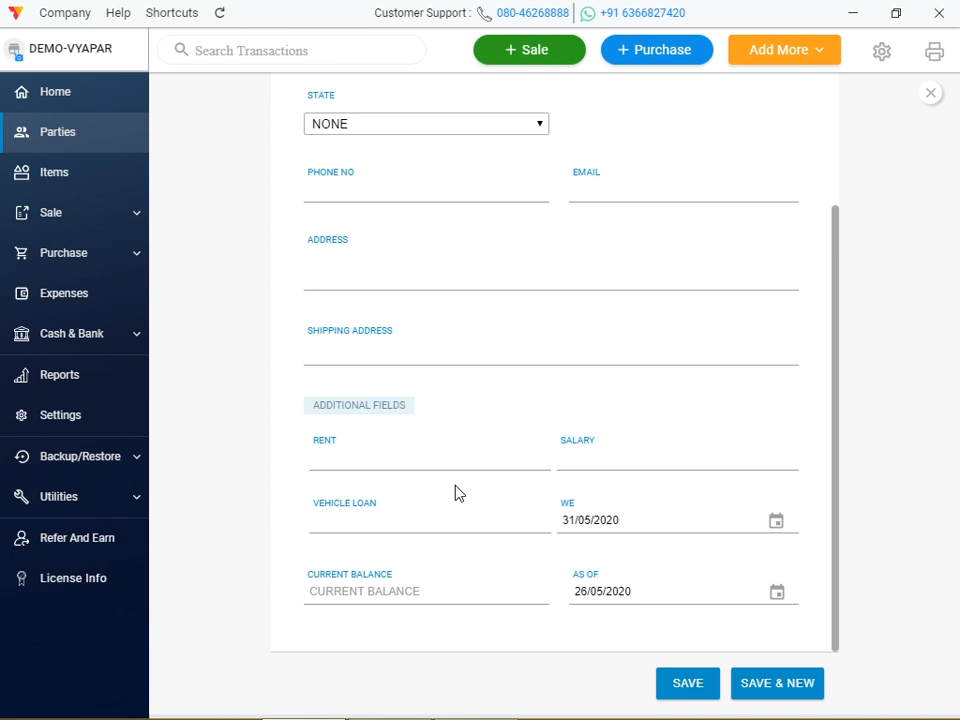 Company Help Shortcuts Customer Support : 080-46268888 +91 6366827420
DEMO-VYAPAR Search Transactions + Sale + Purchase Add More
Home
Parties
Items
Sale
Purchase
Expenses
Cash & Bank
Reports
Settings
Backup/Restore
Utilities
Refer And Earn
License Info
STATE
NONE
PHONE NO EMAIL
ADDRESS
SHIPPING ADDRESS
ADDITIONAL FIELDS
RENT SALARY
VEHICLE LOAN WE
31/05/2020
CURRENT BALANCE AS OF
CURRENT BALANCE 26/05/2020
SAVE SAVE & NEW